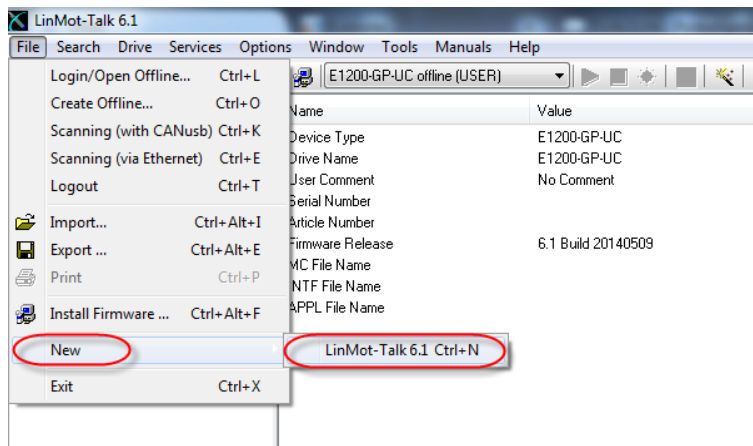 LinMot-Talk 6.1
File Search Drive Services Options Window Tools Manuals Help
Login/Open Offline... Ctrl+L
E1200-GP-UC offline (USER)
Create Offline... Ctrl+O
Name Value
Scanning (with CANusb) Ctrl+K
Device Type E1200-GP-UC
Scanning (via Ethernet) Ctrl+E
Drive Name E1200-GP-UC
Logout Ctrl+T
User Comment No Comment
Serial Number
Import... Ctrl+Alt+I
Article Number
Export ... Ctrl+Alt+E
Firmware Release 6.1 Build 20140509
MC File Name
Print Ctrl+P
INTF File Name
Install Firmware ... Ctrl+Alt+F
APPL File Name
New
LinMot-Talk 6.1 Ctrl+N
Exit Ctrl+X